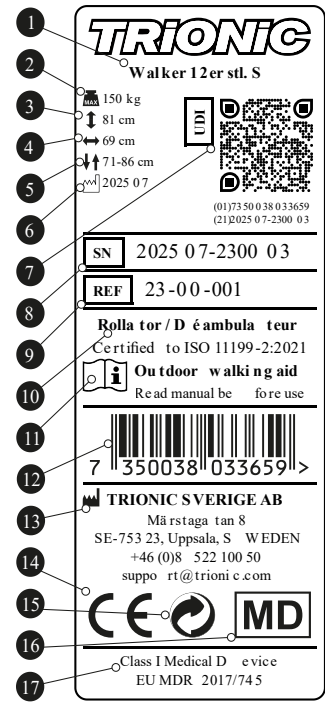 1
TRIONIC
Walker 12er stl. S
2
MAX 150 kg
3
81 cm
4
69 cm
5
71-86 cm
6
2025 07
UDI
7
(01)7350038033659
(21)202507-2300 03
8
SN 202507-2300 03
9
REF 23-00-001
10
Rollator/Déambulateur
Certified to ISO 11199-2:2021
11
Outdoor walking aid
Read manual before use
12
7 350038 033659 >
13
TRIONIC SVERIGE AB
Märstagatan 8
SE-753 23, Uppsala, SWEDEN
+46 (0)8 522 100 50
support@trionic.com
14
CE
15
16
MD
17
Class I Medical Device
EU MDR 2017/745